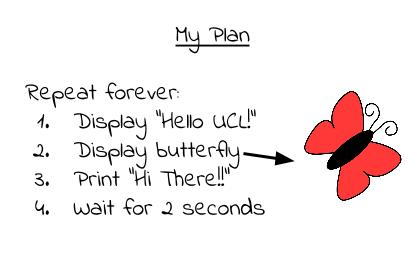 My Plan
Repeat forever:
1. Display "Hello UCL!"
2. Display butterfly
3. Print "Hi There!!"
4. Wait for 2 seconds